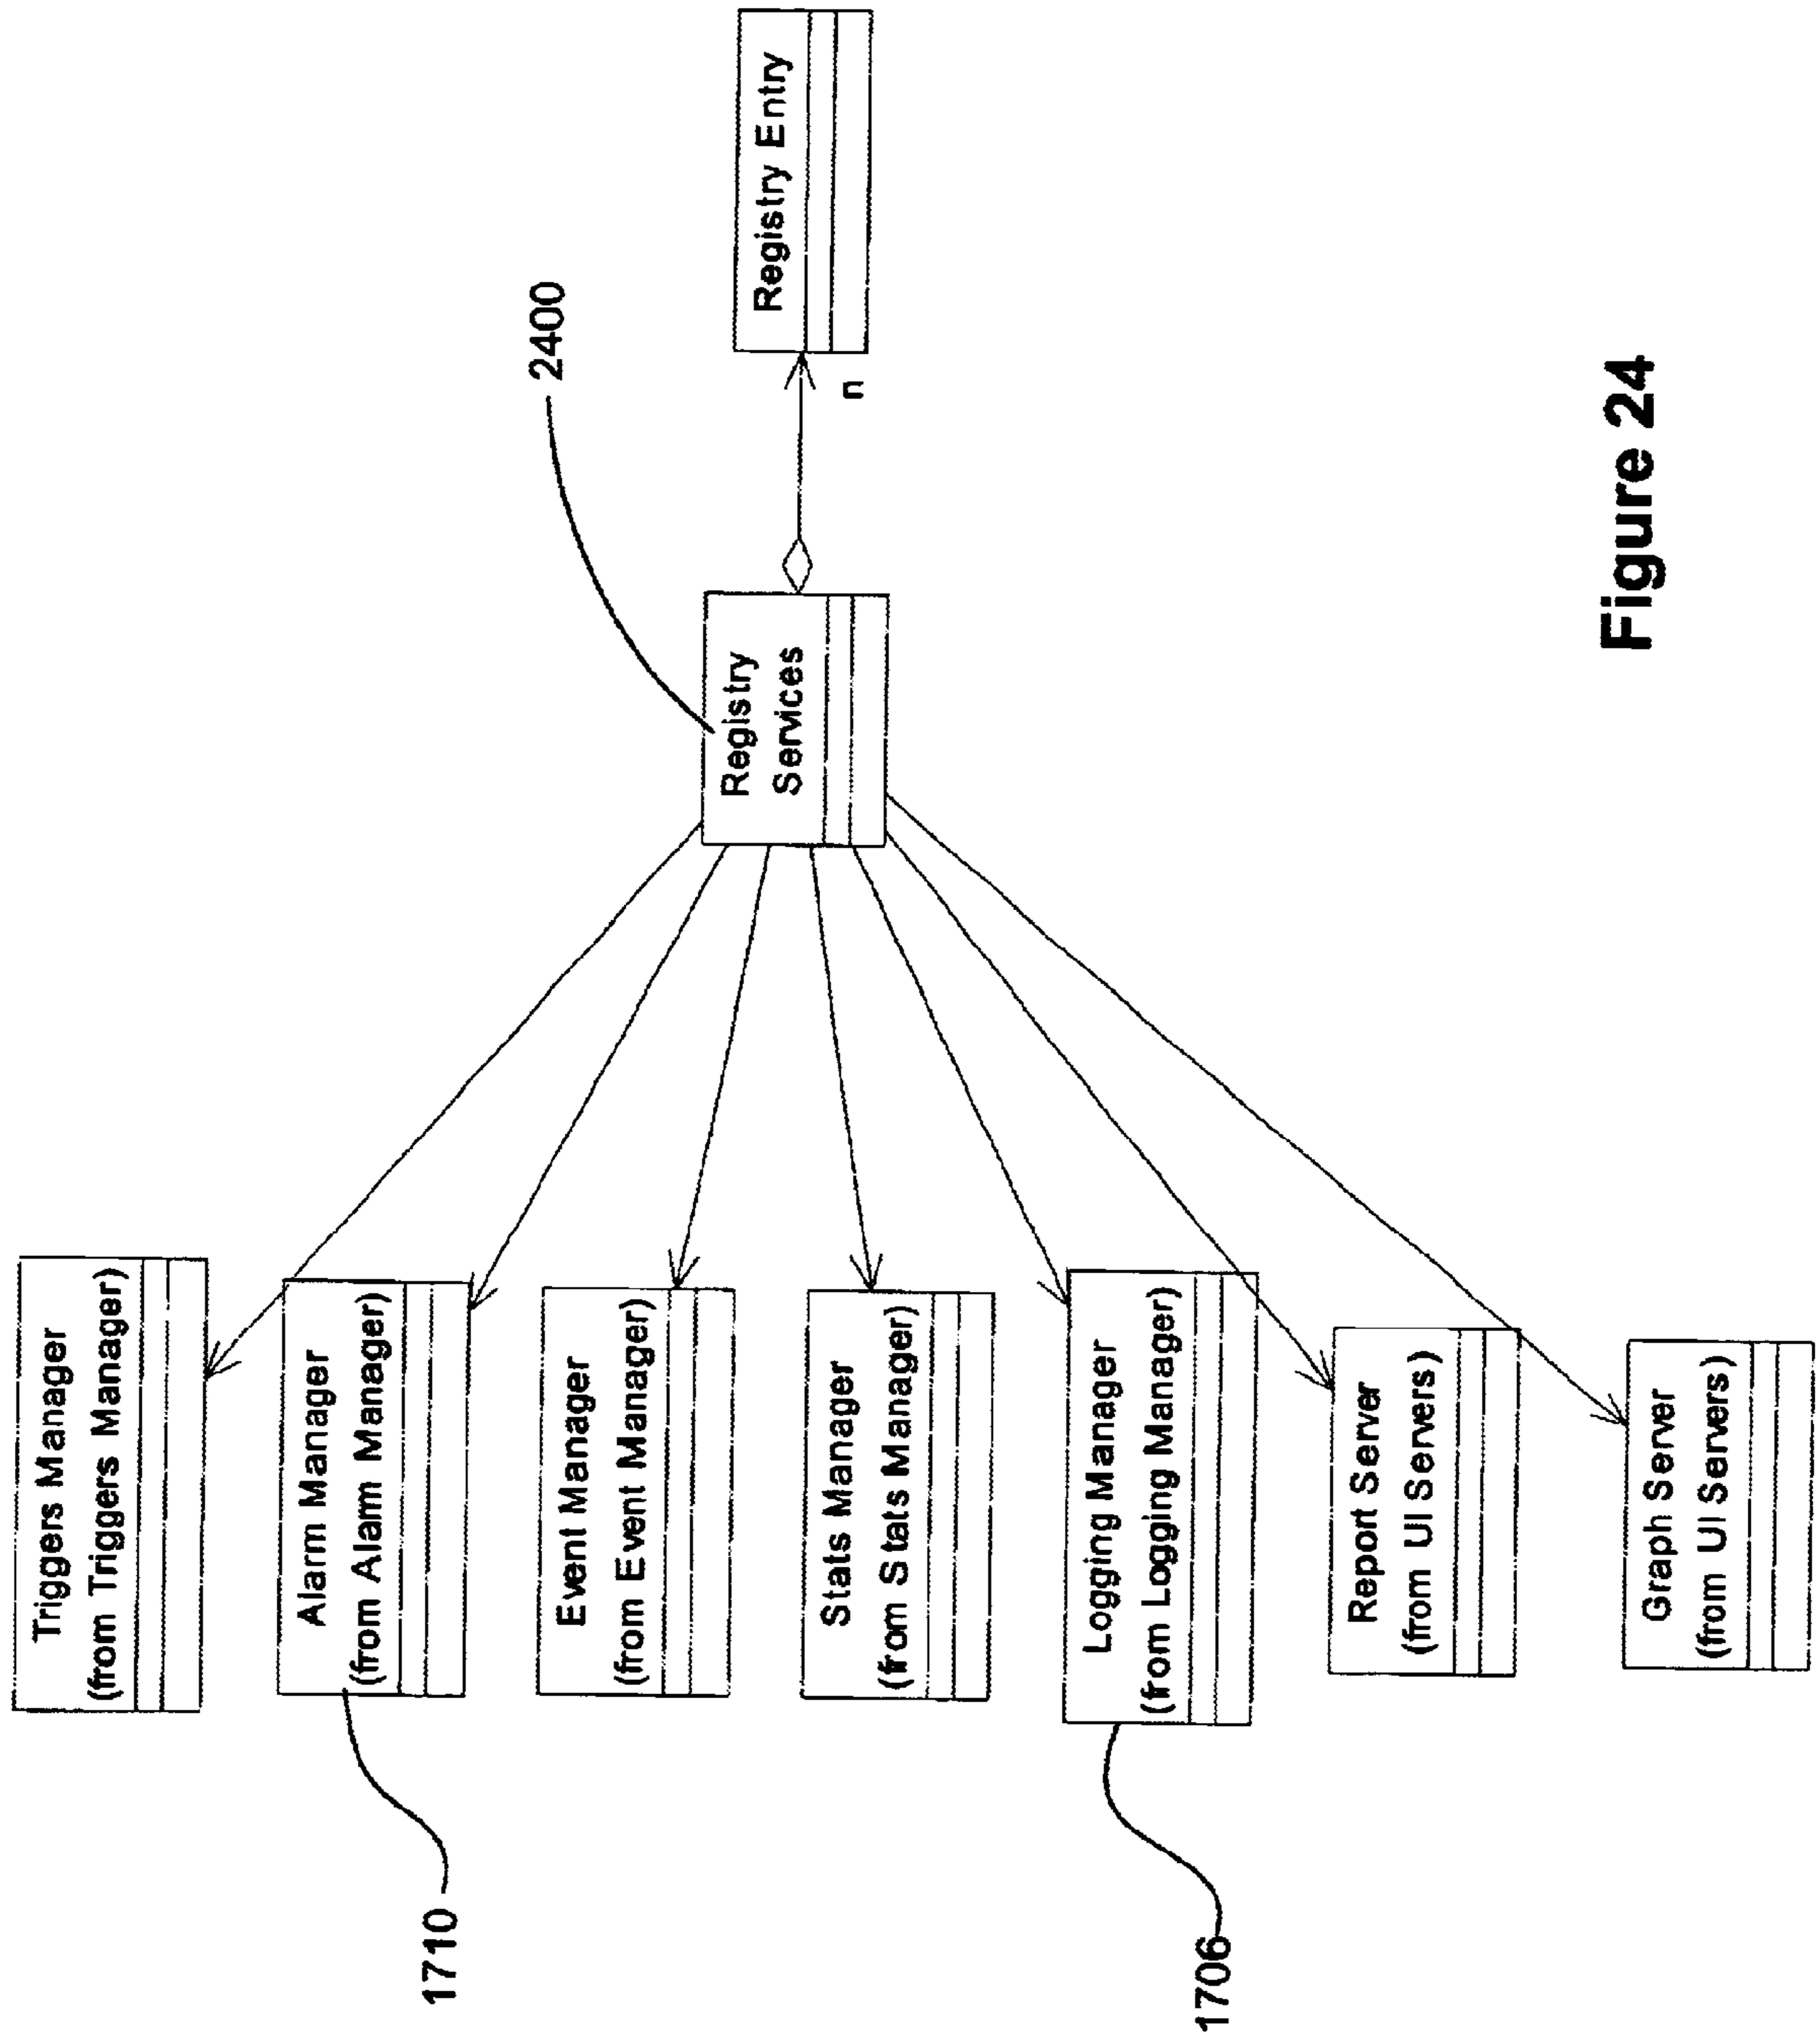 Triggers Manager
(from Triggers Manager)
Alarm Manager
(from Alarm Manager)
1710
Event Manager
(from Event Manager)
Stats Manager
(from Stats Manager)
Logging Manager
(from Logging Manager)
1706
Report Server
(from UI Servers)
Graph Server
(from UI Servers)
Registry
Services
2400
Registry Entry
n
Figure 24